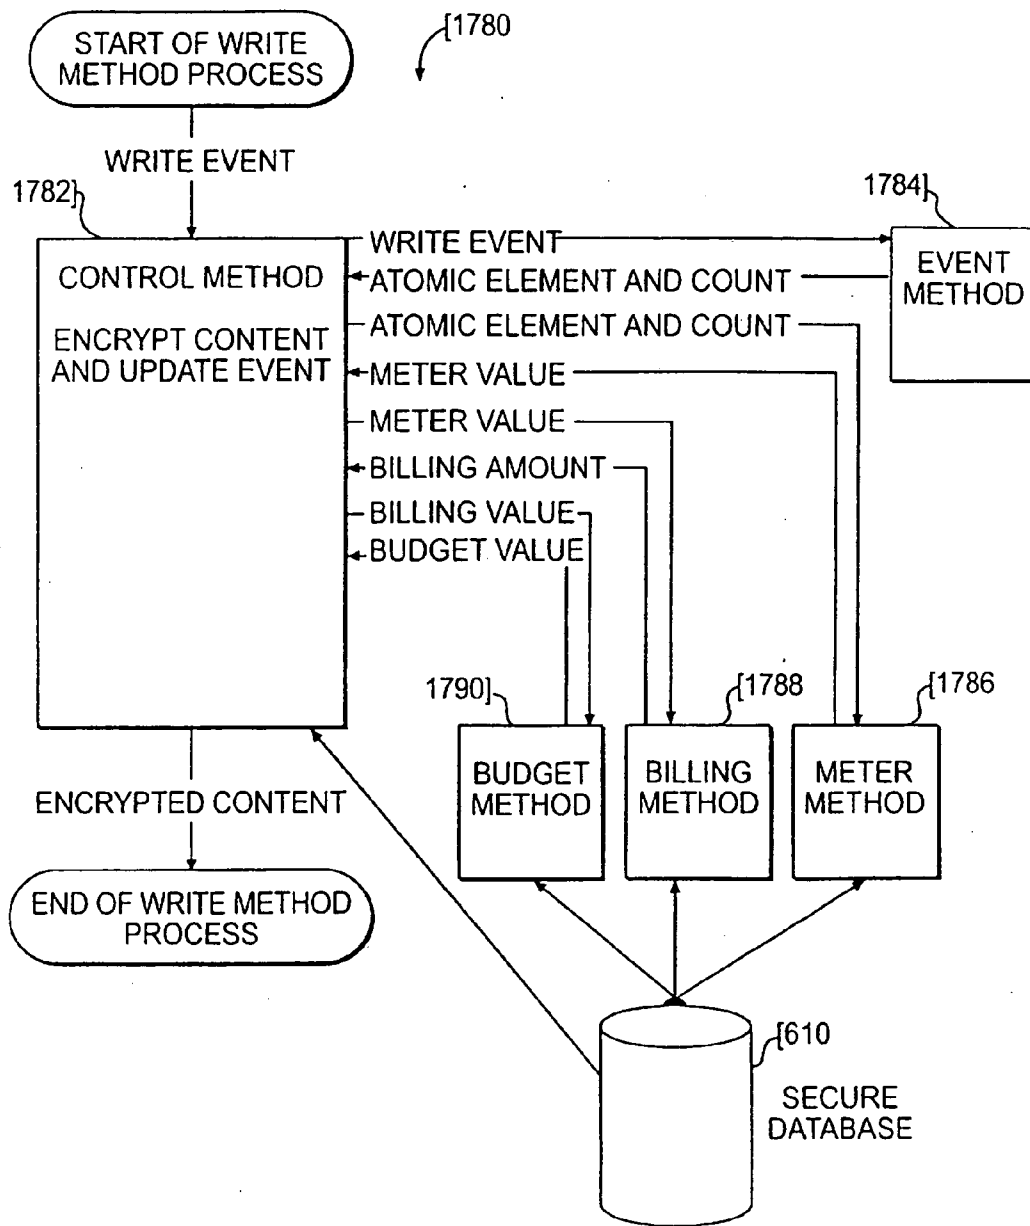 START OF WRITE
METHOD PROCESS
[1780
WRITE EVENT
1782]
1784]
CONTROL METHOD
ENCRYPT CONTENT
AND UPDATE EVENT
WRITE EVENT
ATOMIC ELEMENT AND COUNT
ATOMIC ELEMENT AND COUNT
METER VALUE
METER VALUE
BILLING AMOUNT
BILLING VALUE
BUDGET VALUE
EVENT
METHOD
1790]
[1788
[1786
BUDGET
METHOD
BILLING
METHOD
METER
METHOD
ENCRYPTED CONTENT
END OF WRITE METHOD
PROCESS
[610
SECURE
DATABASE